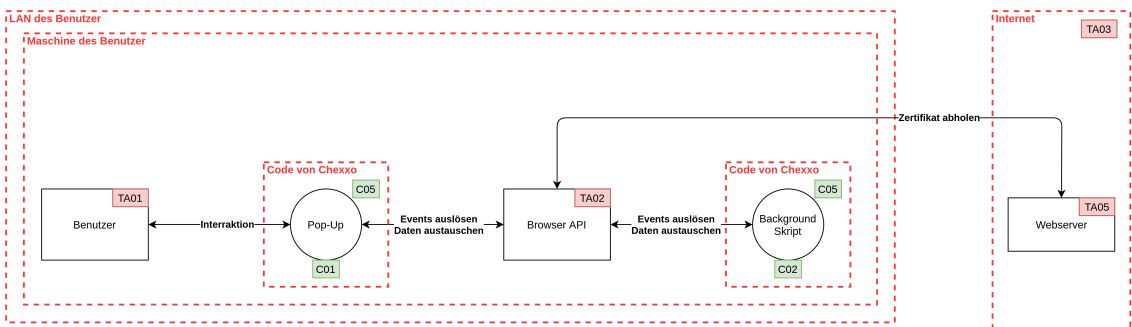 LAN des Benutzer
Internet
TA03
Maschine des Benutzer
Zertifikat abholen
Code von Chexxo
Code von Chexxo
C05
C05
TA01
TA02
TA05
Benutzer
Interraktion
Pop-Up
Events auslösen
Daten austauschen
Browser API
Events auslösen
Daten austauschen
Background
Skript
Webserver
C01
C02